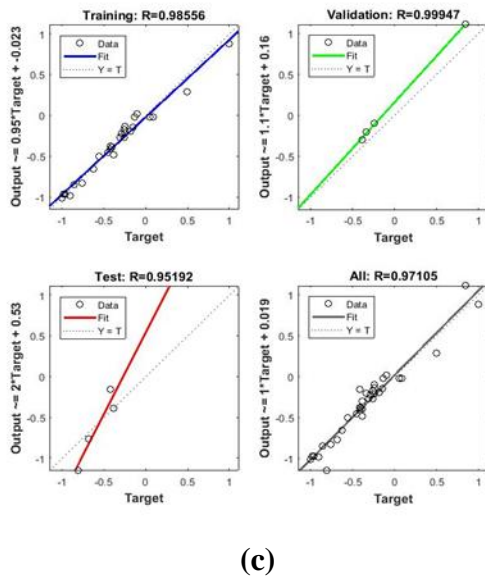 Training: R=0.98556
Output ~= 0.95*Target + -0.023
1
0.5
0
-0.5
-1
Data
Fit
Y = T
-1 -0.5 0 0.5 1
Target
Validation: R=0.99947
Output ~= 1.1*Target + 0.16
1
0.5
0
-0.5
-1
Data
Fit
Y = T
-1 -0.5 0 0.5 1
Target
Test: R=0.95192
Output ~= 2*Target + 0.53
1
0.5
0
-0.5
-1
Data
Fit
Y = T
-1 -0.5 0 0.5 1
Target
All: R=0.97105
Output ~= 1*Target + 0.019
1
0.5
0
-0.5
-1
Data
Fit
Y = T
-1 -0.5 0 0.5 1
Target
(c)